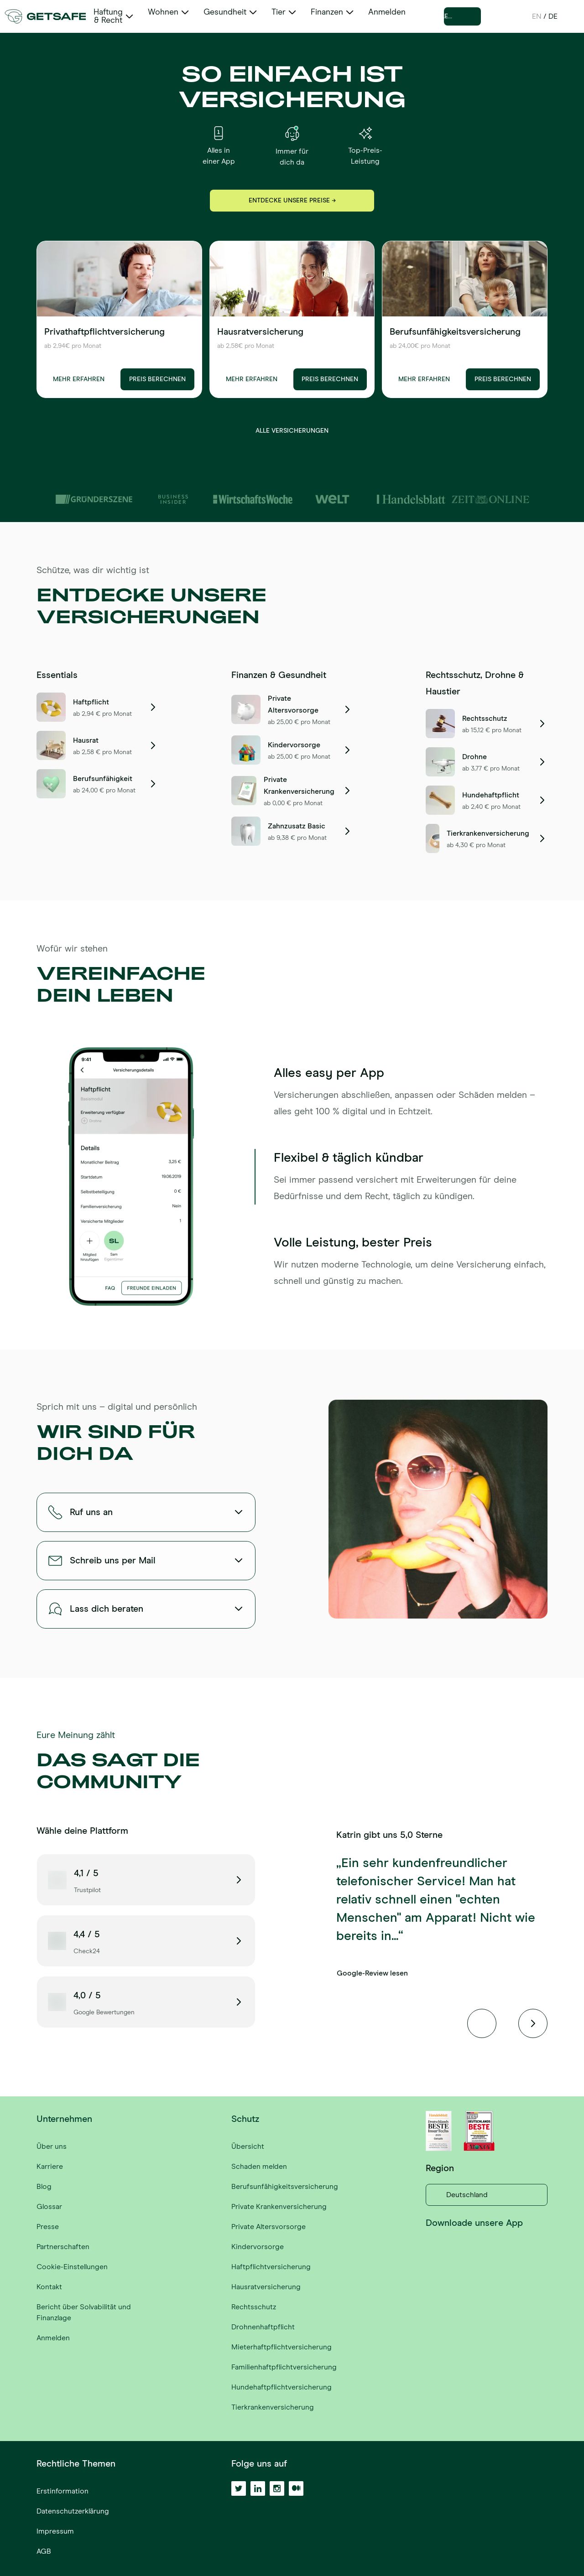 GETSAFE
Haftung
& Recht
Wohnen
Gesundheit
Tier
Finanzen
Anmelden
E...
EN / DE
SO EINFACH IST
VERSICHERUNG
Alles in
einer App
Immer für
dich da
Top-Preis-
Leistung
ENTDECKE UNSERE PREISE →
Privathaftpflichtversicherung
ab 2,94€ pro Monat
MEHR ERFAHREN
PREIS BERECHNEN
Hausratversicherung
ab 2,58€ pro Monat
MEHR ERFAHREN
PREIS BERECHNEN
Berufsunfähigkeitsversicherung
ab 24,00€ pro Monat
MEHR ERFAHREN
PREIS BERECHNEN
ALLE VERSICHERUNGEN
GRÜNDERSZENE
BUSINESS
INSIDER
WirtschaftsWoche
WELT
Handelsblatt
ZEIT ONLINE
Schütze, was dir wichtig ist
ENTDECKE UNSERE
VERSICHERUNGEN
Essentials
Haftpflicht
ab 2,94 € pro Monat
Hausrat
ab 2,58 € pro Monat
Berufsunfähigkeit
ab 24,00 € pro Monat
Finanzen & Gesundheit
Private
Altersvorsorge
ab 25,00 € pro Monat
Kindervorsorge
ab 25,00 € pro Monat
Private
Krankenversicherung
ab 0,00 € pro Monat
Zahnzusatz Basic
ab 9,38 € pro Monat
Rechtsschutz, Drohne &
Haustier
Rechtsschutz
ab 15,12 € pro Monat
Drohne
ab 3,77 € pro Monat
Hundehaftpflicht
ab 2,40 € pro Monat
Tierkrankenversicherung
ab 4,30 € pro Monat
Wofür wir stehen
VEREINFACHE
DEIN LEBEN
9:41
Versicherungsdetails
Haftpflicht
Erweiterung verfügbar
Details
Monatlicher Beitrag
3,25 €
Startdatum
19.08.2019
Selbstbeteiligung
0 €
Familienversicherung
Nein
Versicherte Mitglieder
1
SL
Mitglied
hinzufügen
Sam
FAQ
FREUNDE EINLADEN
Alles easy per App
Versicherungen abschließen, anpassen oder Schäden melden –
alles geht 100 % digital und in Echtzeit.
Flexibel & täglich kündbar
Sei immer passend versichert mit Erweiterungen für deine
Bedürfnisse und dem Recht, täglich zu kündigen.
Volle Leistung, bester Preis
Wir nutzen moderne Technologie, um deine Versicherung einfach,
schnell und günstig zu machen.
Sprich mit uns – digital und persönlich
WIR SIND FÜR
DICH DA
Ruf uns an
Schreib uns per Mail
Lass dich beraten
Eure Meinung zählt
DAS SAGT DIE
COMMUNITY
Wähle deine Plattform
4,1 / 5
Trustpilot
4,4 / 5
Check24
4,0 / 5
Google Bewertungen
Katrin gibt uns 5,0 Sterne
„Ein sehr kundenfreundlicher
telefonischer Service! Man hat
relativ schnell einen "echten
Menschen" am Apparat! Nicht wie
bereits in...“
Google-Review lesen
Unternehmen
Über uns
Karriere
Blog
Glossar
Presse
Partnerschaften
Cookie-Einstellungen
Kontakt
Bericht über Solvabilität und
Finanzlage
Anmelden
Schutz
Übersicht
Schaden melden
Berufsunfähigkeitsversicherung
Private Krankenversicherung
Private Altersvorsorge
Kindervorsorge
Haftpflichtversicherung
Hausratversicherung
Rechtsschutz
Drohnenhaftpflicht
Mieterhaftpflichtversicherung
Familienhaftpflichtversicherung
Hundehaftpflichtversicherung
Tierkrankenversicherung
BESTE
BESTE
Region
Deutschland
Downloade unsere App
Rechtliche Themen
Erstinformation
Datenschutzerklärung
Impressum
AGB
Folge uns auf